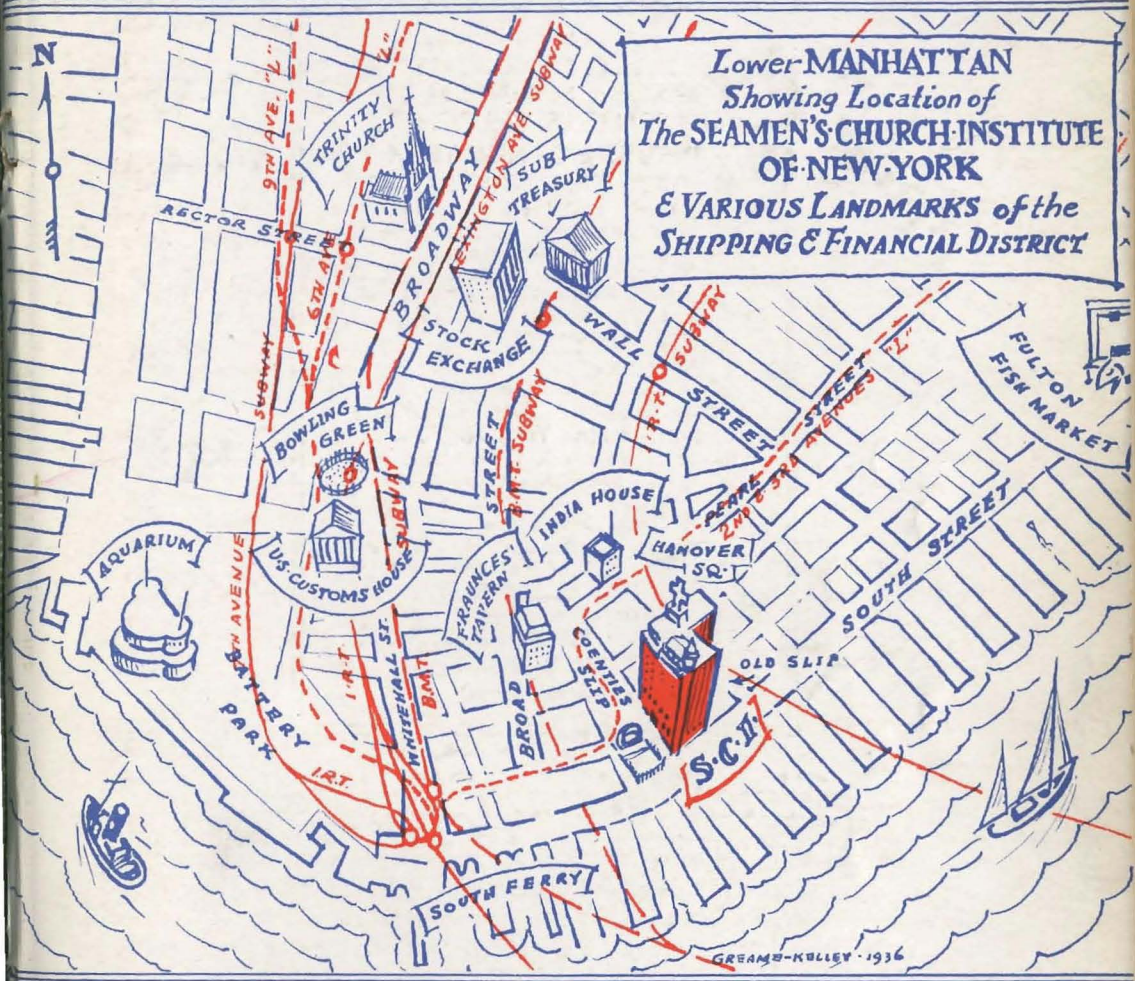 Lower MANHATTAN
Showing Location of
The SEAMEN'S·CHURCH·INSTITUTE
OF·NEW·YORK
& VARIOUS LANDMARKS of the
SHIPPING & FINANCIAL DISTRICT
N
9TH AVE. "L"
"L"
TRINITY
CHURCH
RECTOR STREET
6TH AVE
BROADWAY
LEXINGTON AVE. SUBWAY
SUB
TREASURY
STOCK
EXCHANGE
WALL STREET
I.R.T. SUBWAY
PEARL STREET
2ND & 3RD AVENUES "L"
FULTON
FISH MARKET
SUBWAY
7TH AVENUE
BOWLING
GREEN
SUBWAY
STREET
B.M.T. SUBWAY
AQUARIUM
U.S. CUSTOMS HOUSE
FRAUNCES'
TAVERN
INDIA HOUSE
HANOVER
SQ.
SOUTH STREET
BATTERY
PARK
I.R.T.
WHITEHALL ST.
B.M.T
BROAD
COENTIES
SLIP
OLD SLIP
S.C.I.
I.R.T.
SOUTH FERRY
GREAME-KELLEY·1936